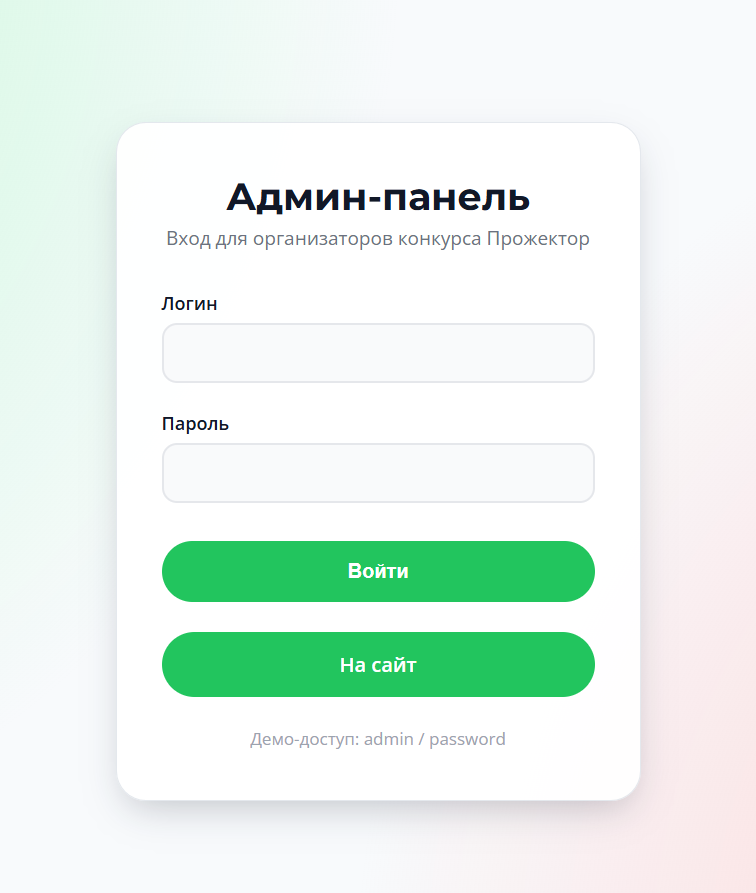 Админ-панель
Вход для организаторов конкурса Прожектор
Логин
Пароль
Войти
На сайт
Демо-доступ: admin / password